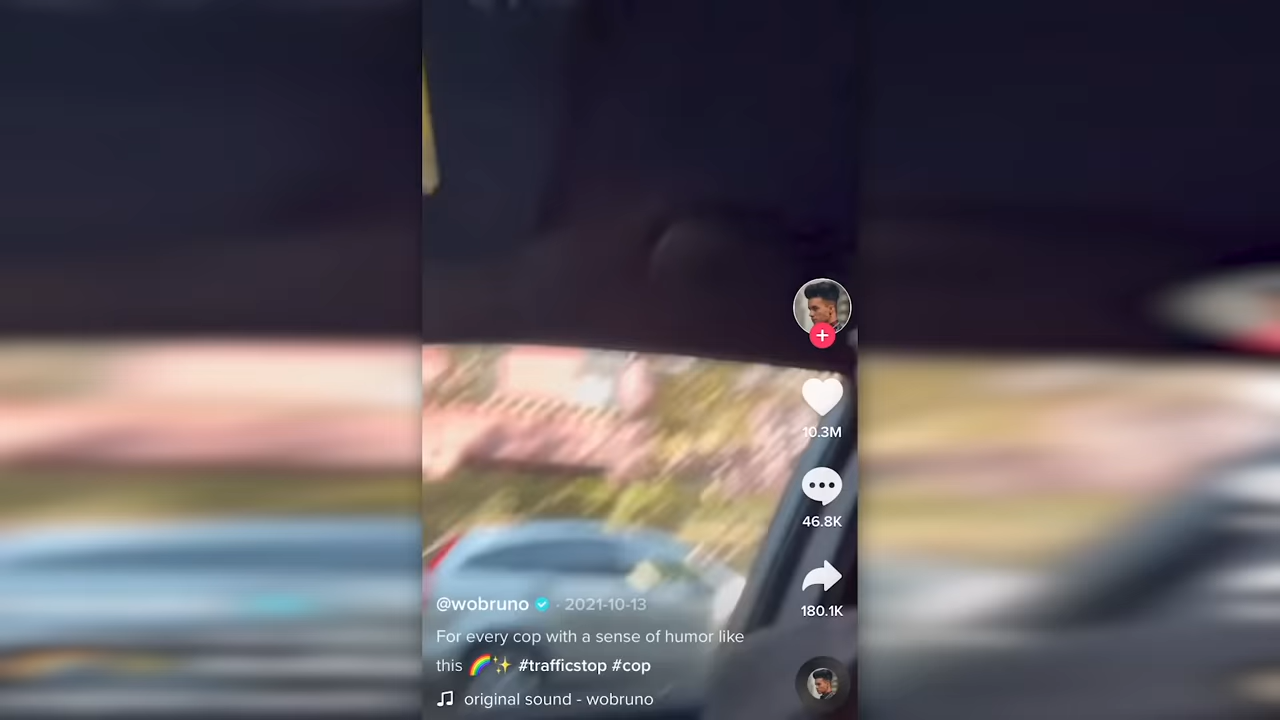 10.3M
46.8K
180.1K
@wobruno · 2021-10-13
For every cop with a sense of humor like
this 🌈✨ #trafficstop #cop
original sound - wobruno